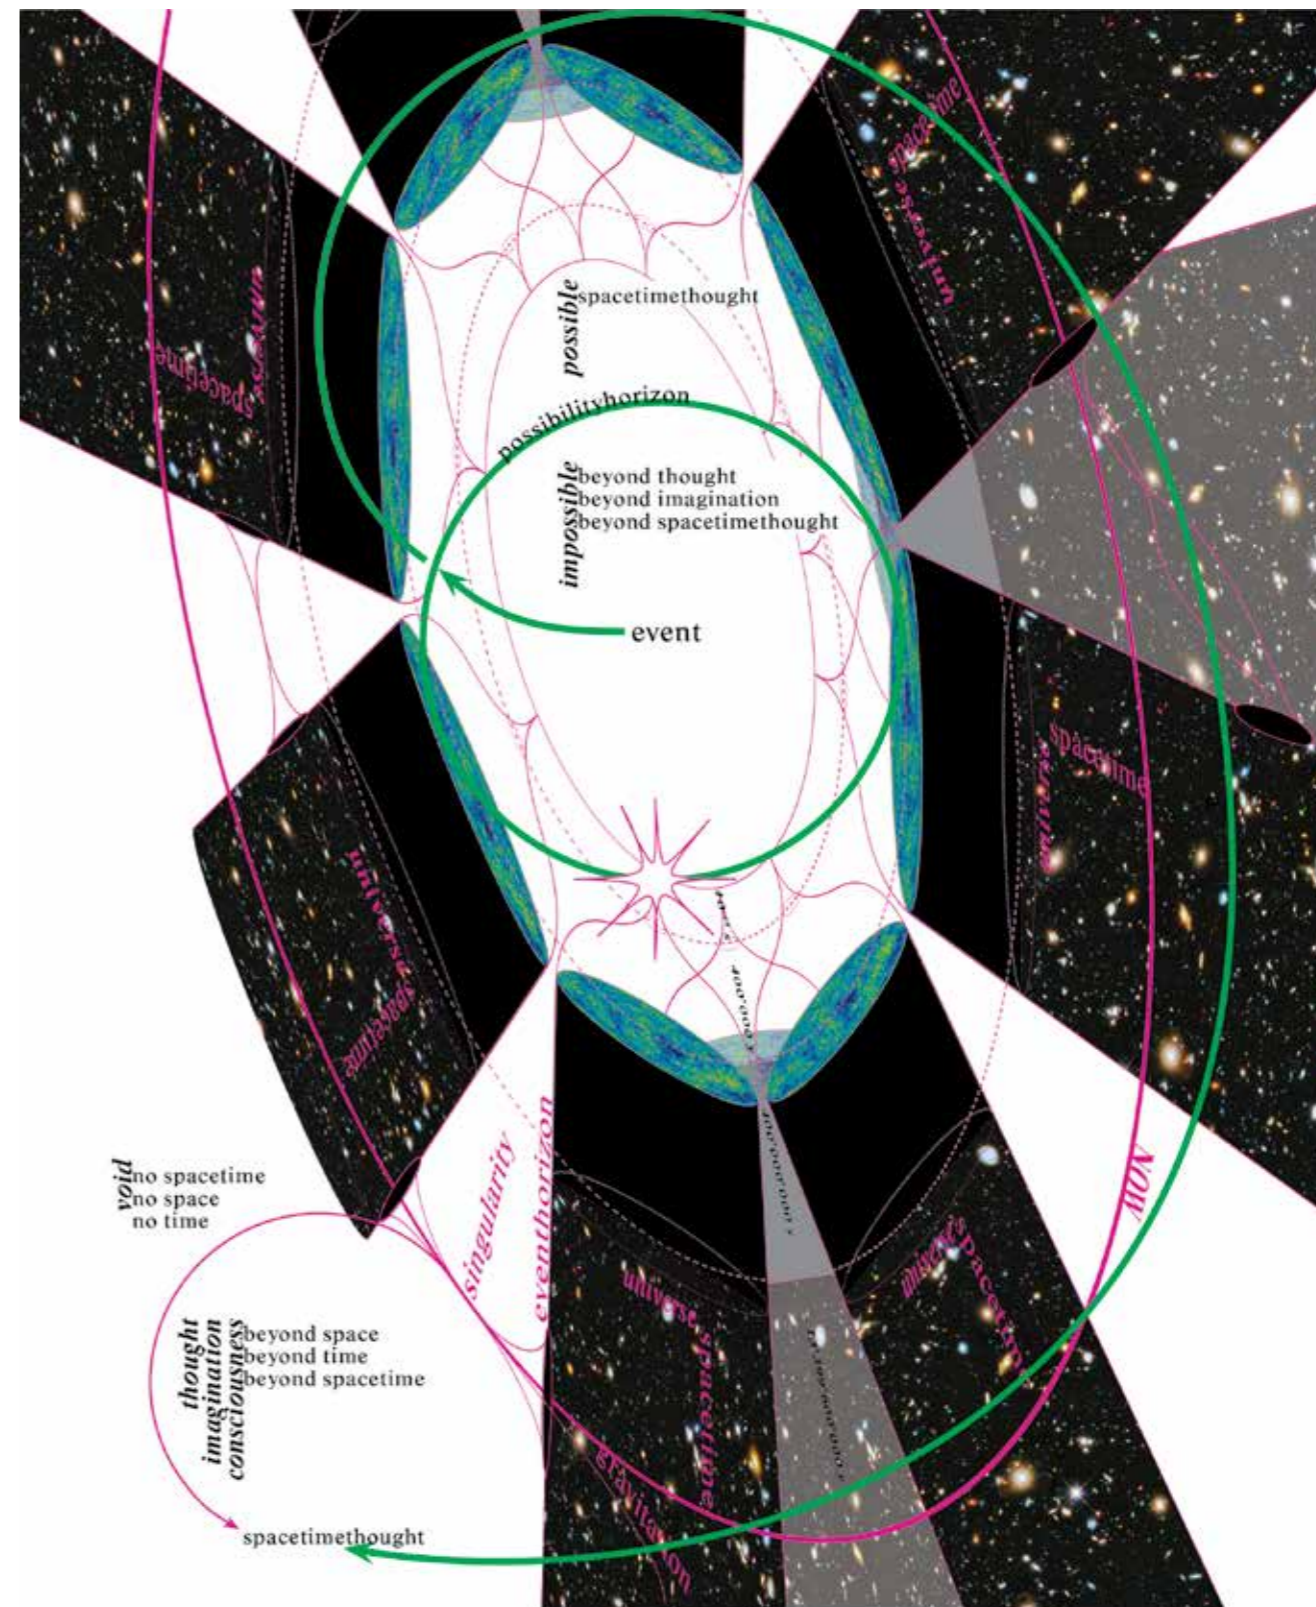 space-time
universe
universe
spacetime
possible
spacetimethought
possibilityhorizon
impossible
beyond thought
beyond imagination
beyond spacetimethought
event
spacetime
universe
universe
spacetime
NOW
singularity
eventhorizon
void
no spacetime
no space
no time
universe
spacetime
universe
spacetime
thought
imagination
consciousness
beyond space
beyond time
beyond spacetime
gravitation
spacetimethought